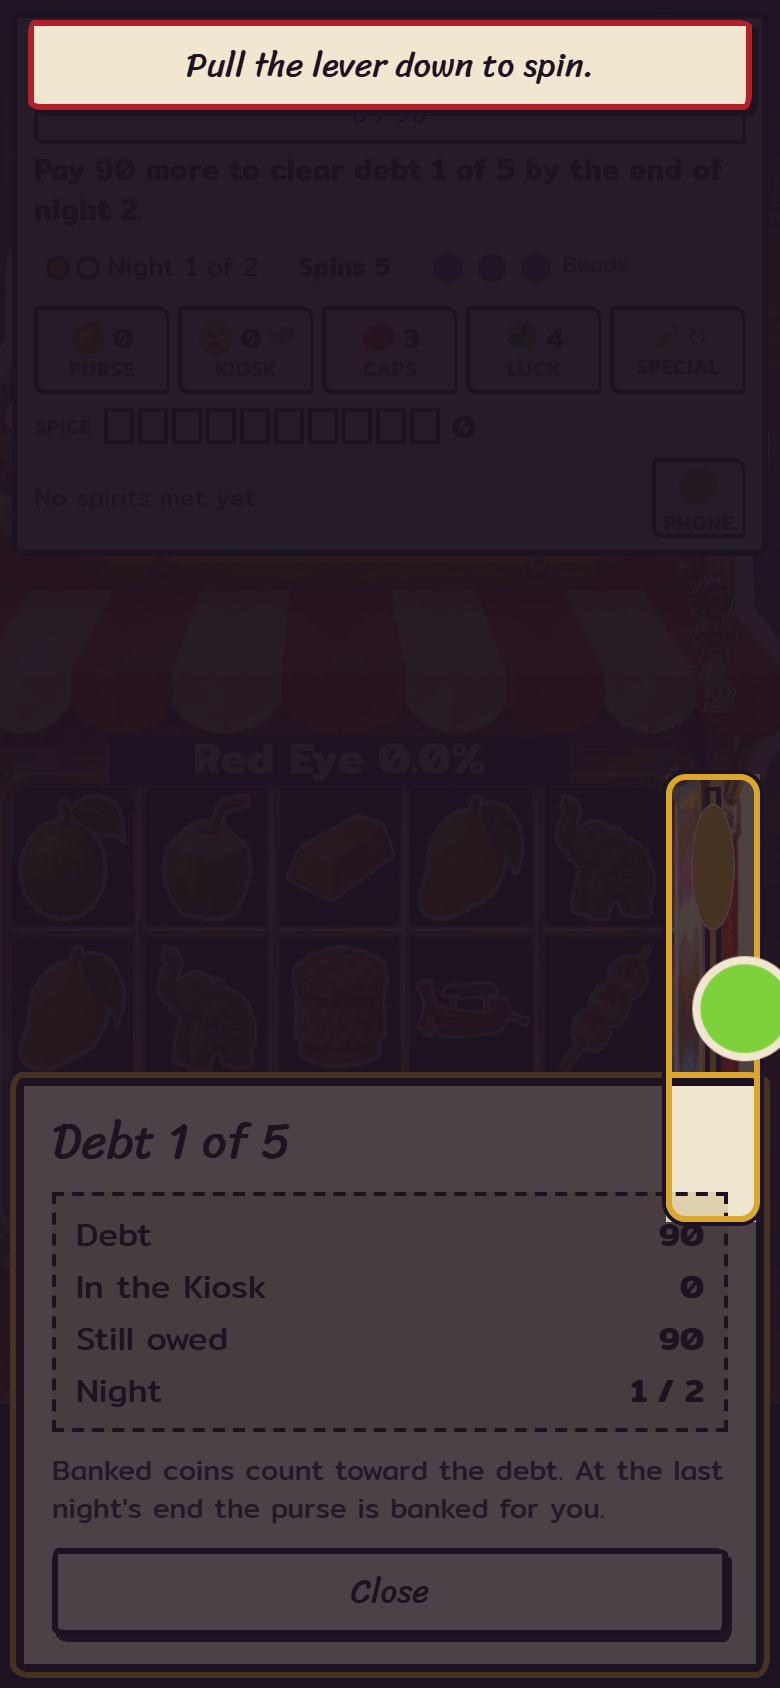 Pull the lever down to spin.
0 / 90
Pay 90 more to clear debt 1 of 5 by the end of
night 2.
Night 1 of 2 Spins 5 Beads
0 0 +0 3 4 ↻
PURSE KIOSK CAPS LUCK SPECIAL
SPICE 0
No spirits met yet
PHONE
Red Eye 0.0%
Debt 1 of 5
Debt 90
In the Kiosk 0
Still owed 90
Night 1 / 2
Banked coins count toward the debt. At the last
night's end the purse is banked for you.
Close